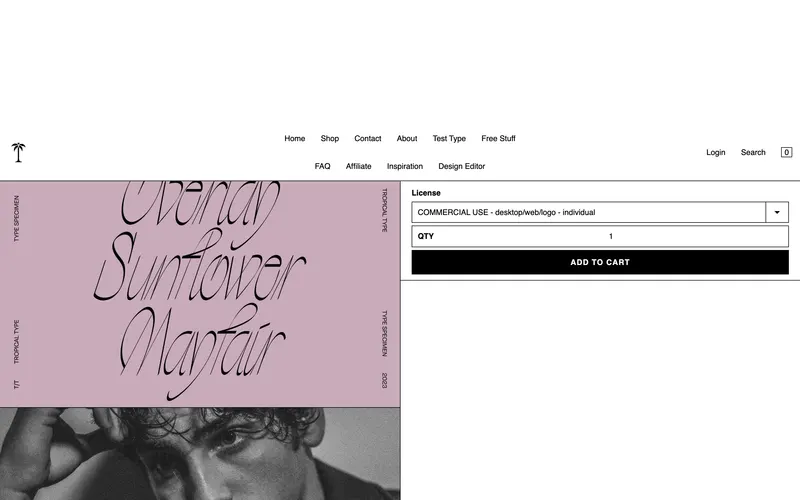 Home Shop Contact About Test Type Free Stuff
FAQ Affiliate Inspiration Design Editor
Login Search 0
TYPE SPECIMEN
TROPICAL TYPE
T/T
Overlay
Sunflower
Mayfair
TROPICAL TYPE
TYPE SPECIMEN
2023
License
COMMERCIAL USE - desktop/web/logo - individual
QTY 1
ADD TO CART